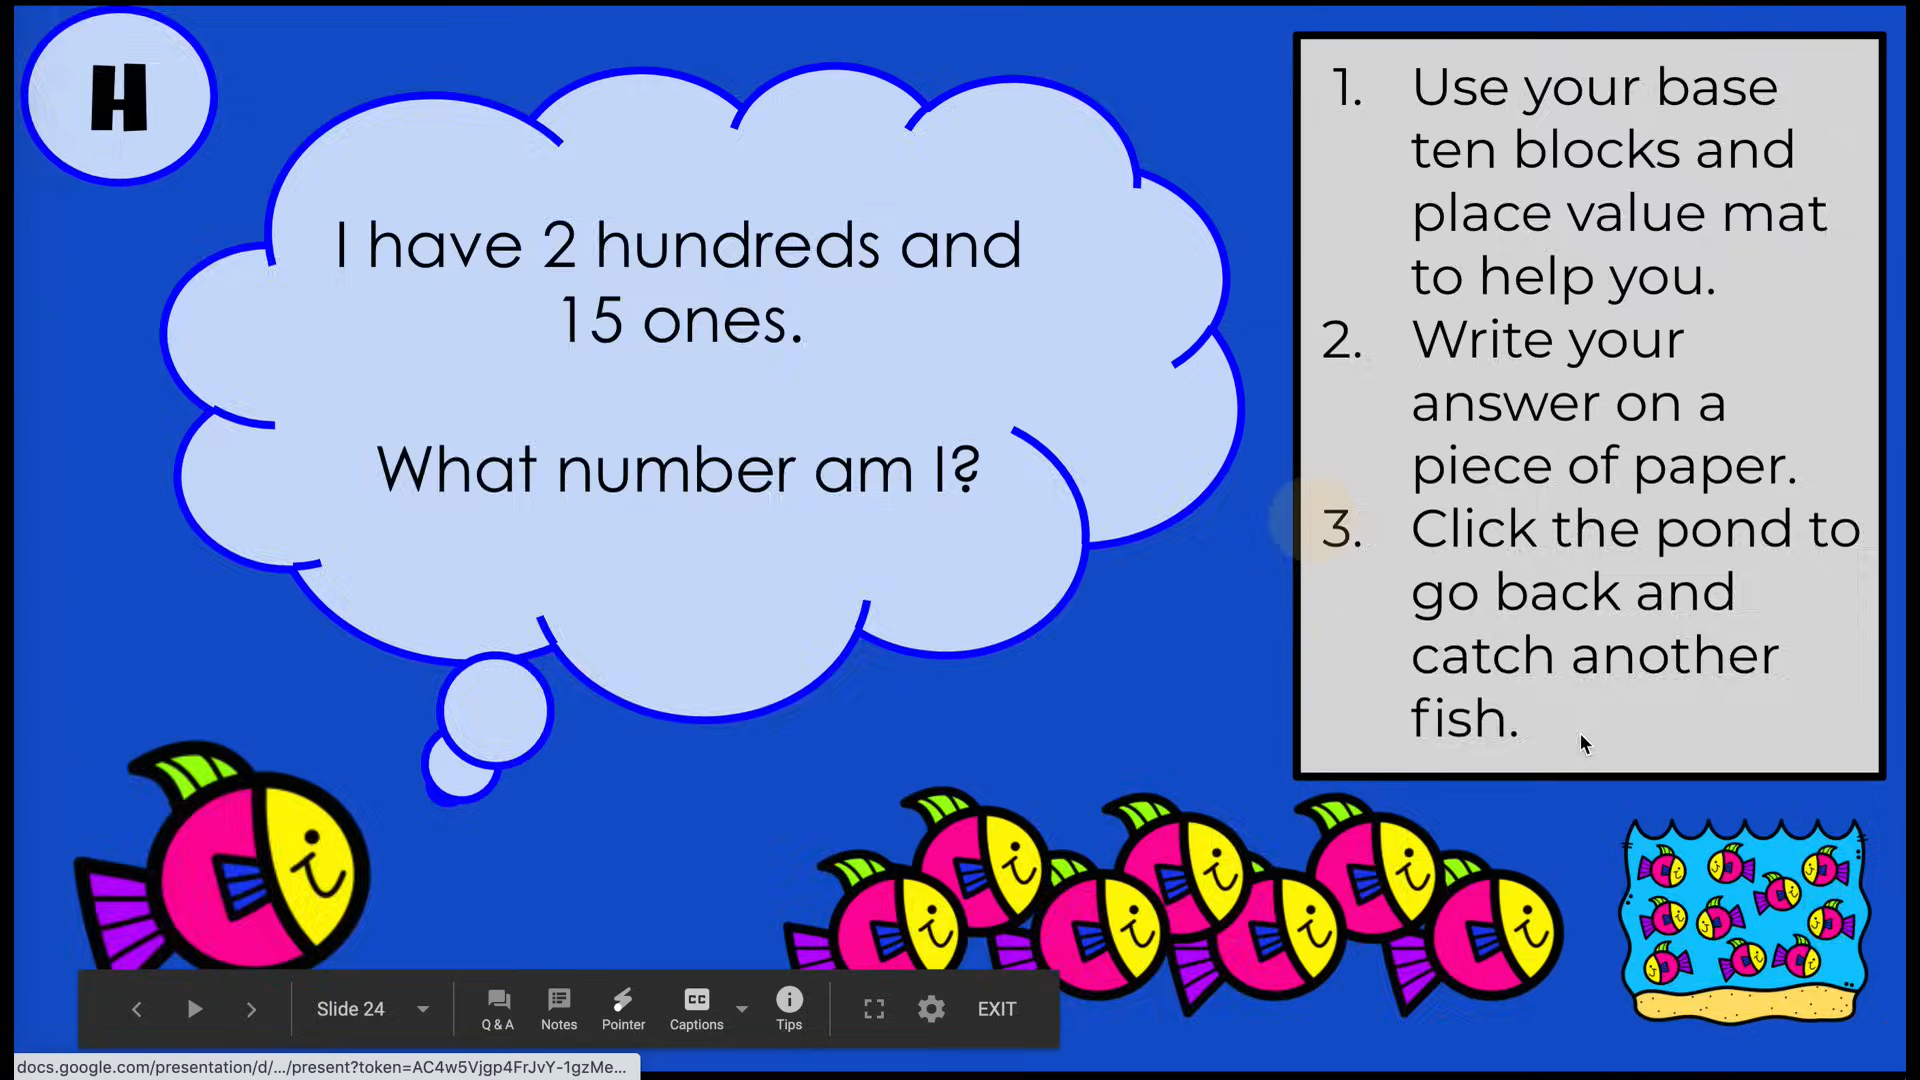 H
I have 2 hundreds and
15 ones.
What number am I?
1. Use your base
ten blocks and
place value mat
to help you.
2. Write your
answer on a
piece of paper.
3. Click the pond to
go back and
catch another
fish.
Slide 24
Q & A
Notes
Pointer
CC
Captions
Tips
EXIT
docs.google.com/presentation/d/.../present?token=AC4w5Vjgp4FrJvY-1gzMe...